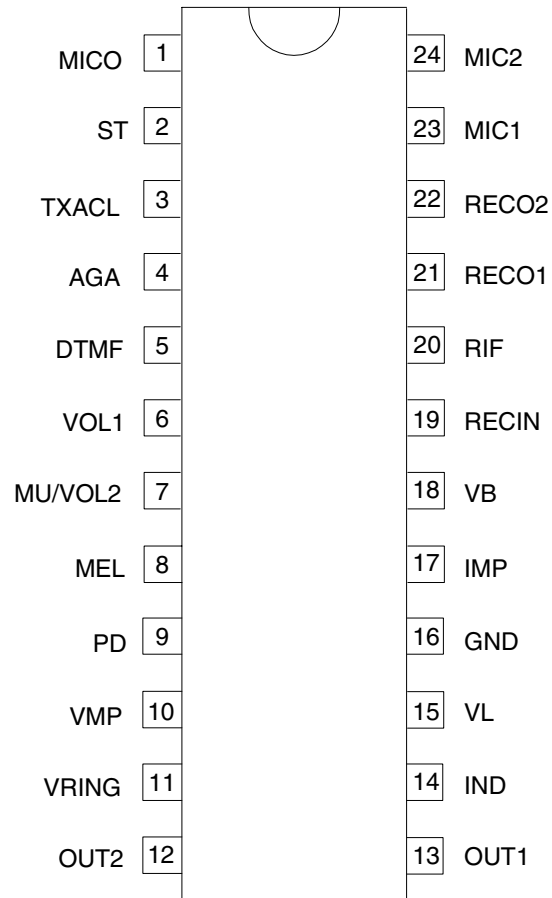 MICO 1 24 MIC2
ST 2 23 MIC1
TXACL 3 22 RECO2
AGA 4 21 RECO1
DTMF 5 20 RIF
VOL1 6 19 RECIN
MU/VOL2 7 18 VB
MEL 8 17 IMP
PD 9 16 GND
VMP 10 15 VL
VRING 11 14 IND
OUT2 12 13 OUT1